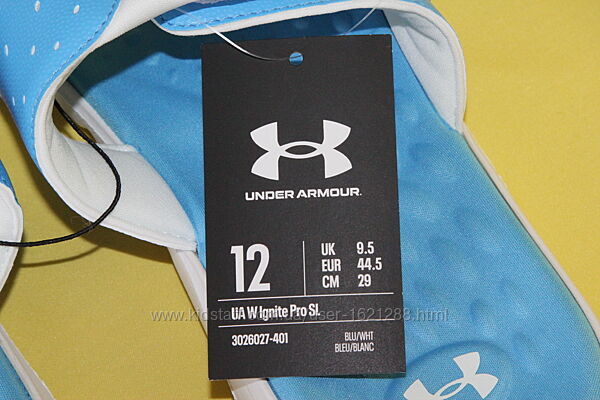 UNDER ARMOUR.
12
UK 9.5
EUR 44.5
CM 29
UA W Ignite Pro SL
3026027-401
BLU/WHT
BLEU/BLANC